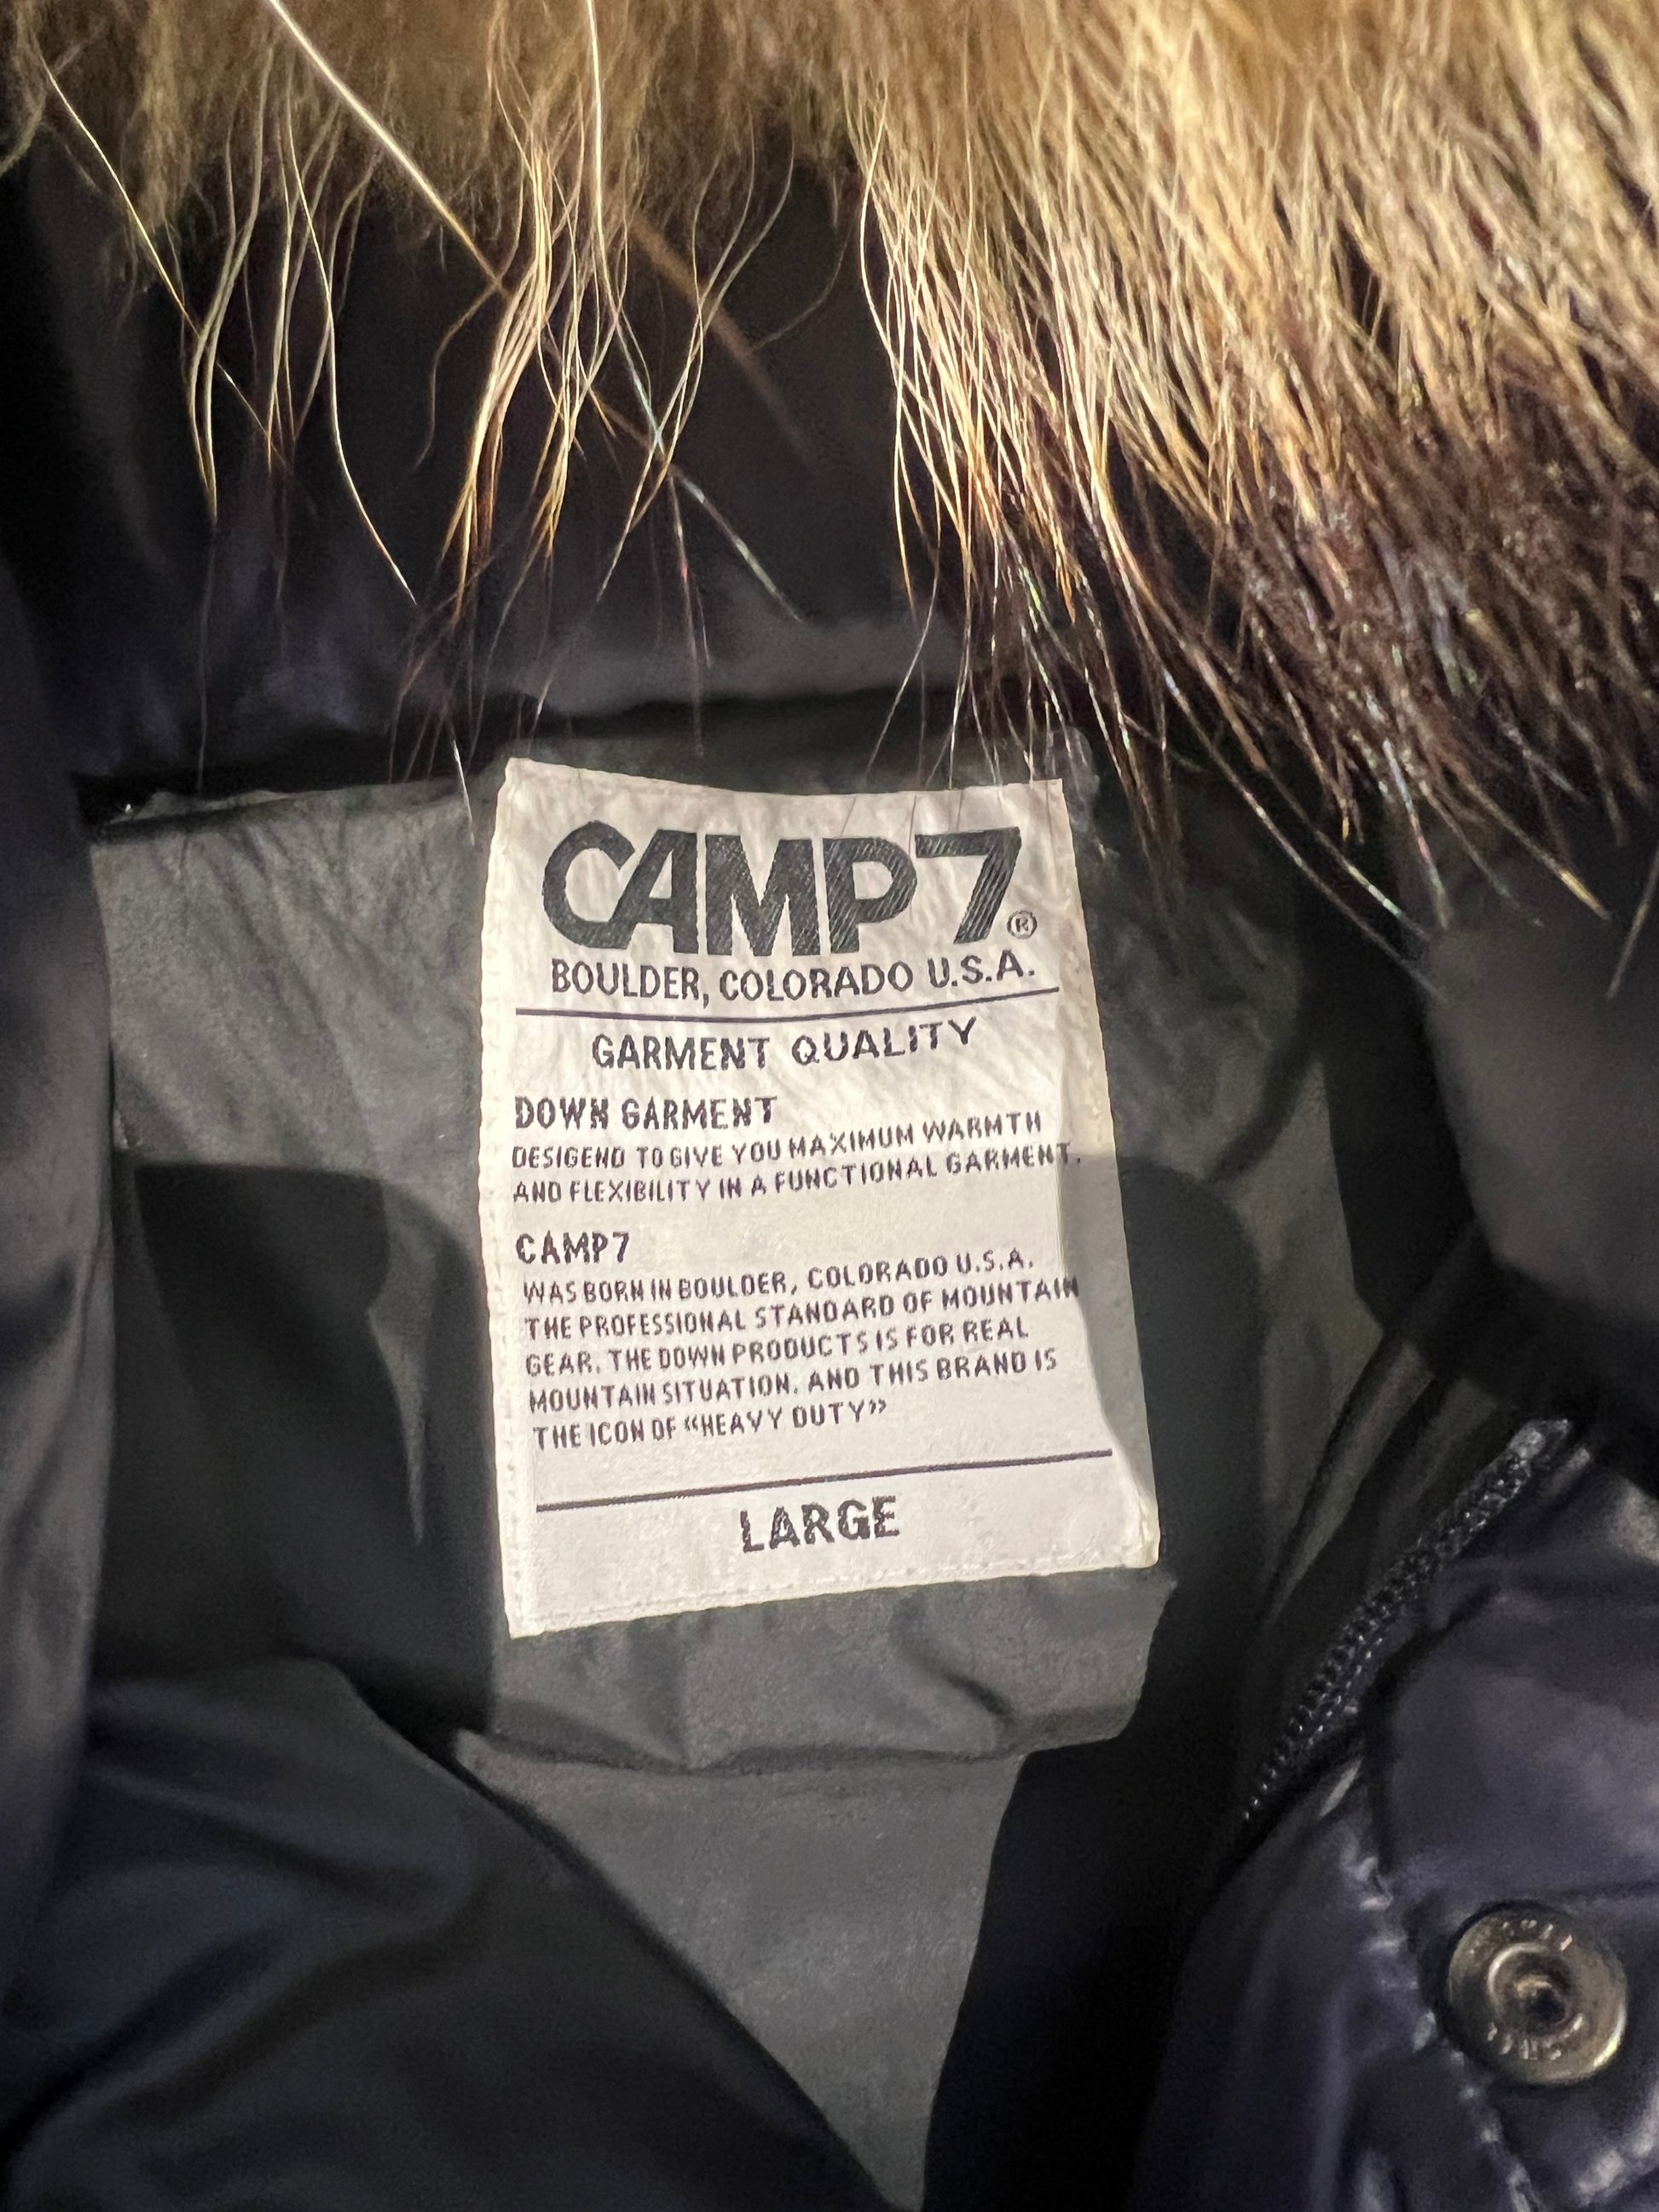 CAMP7®
BOULDER, COLORADO U.S.A.
GARMENT QUALITY
DOWN GARMENT
DESIGEND TO GIVE YOU MAXIMUM WARMTH
AND FLEXIBILITY IN A FUNCTIONAL GARMENT.
CAMP7
WAS BORN IN BOULDER, COLORADO U.S.A.
THE PROFESSIONAL STANDARD OF MOUNTAIN
GEAR. THE DOWN PRODUCTS IS FOR REAL
MOUNTAIN SITUATION. AND THIS BRAND IS
THE ICON OF “HEAVY DUTY”
LARGE